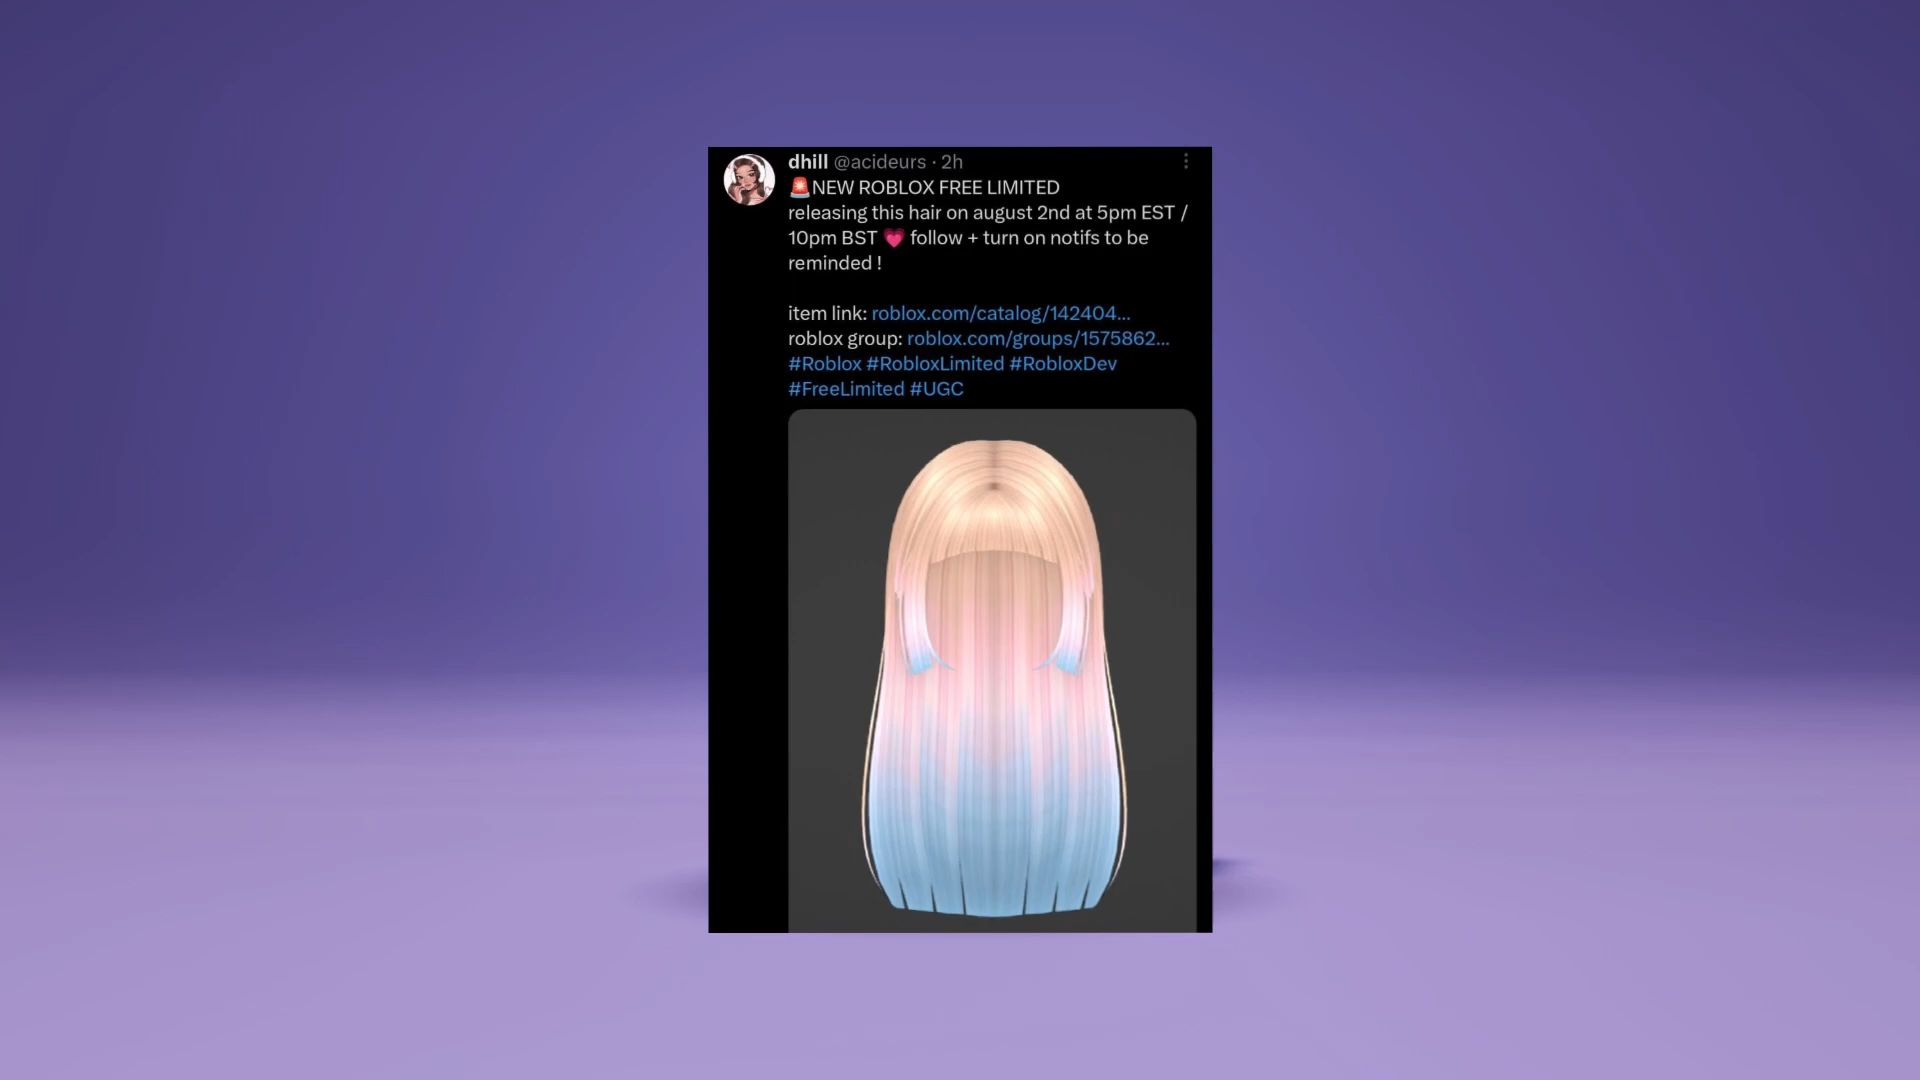 dhill @acideurs · 2h
🚨NEW ROBLOX FREE LIMITED
releasing this hair on august 2nd at 5pm EST /
10pm BST 💗 follow + turn on notifs to be
reminded !
item link: roblox.com/catalog/142404...
roblox group: roblox.com/groups/1575862...
#Roblox #RobloxLimited #RobloxDev
#FreeLimited #UGC